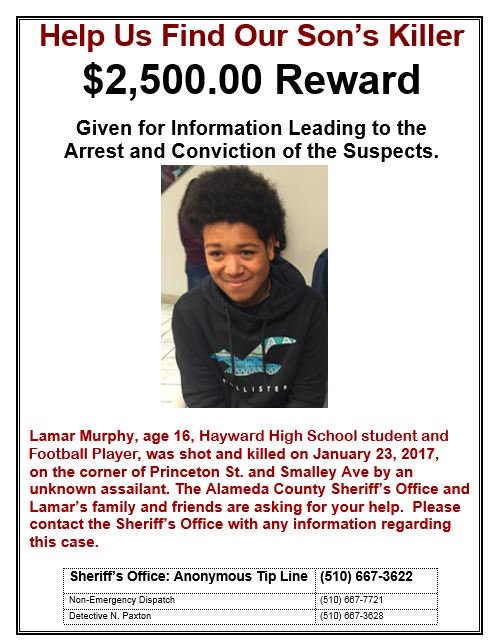 Help Us Find Our Son's Killer
$2,500.00 Reward
Given for Information Leading to the
Arrest and Conviction of the Suspects.
HOLLISTER
Lamar Murphy, age 16, Hayward High School student and
Football Player, was shot and killed on January 23, 2017,
on the corner of Princeton St. and Smalley Ave by an
unknown assailant. The Alameda County Sheriff's Office and
Lamar's family and friends are asking for your help.  Please
contact the Sheriff's Office with any information regarding
this case.
Sheriff's Office: Anonymous Tip Line (510) 667-3622
Non-Emergency Dispatch (510) 667-7721
Detective N. Paxton (510) 667-3628